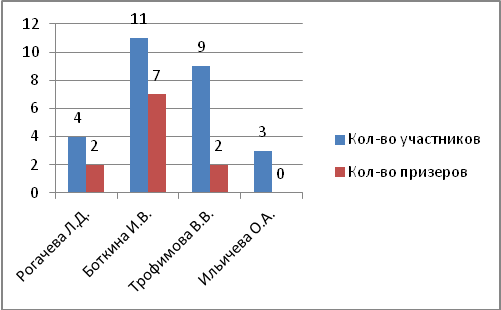 12
10
8
6
4
2
0
4
2
11
7
9
2
3
0
Рогачева Л.Д.
Боткина И.В.
Трофимова В.В.
Ильичева О.А.
Кол-во участников
Кол-во призеров